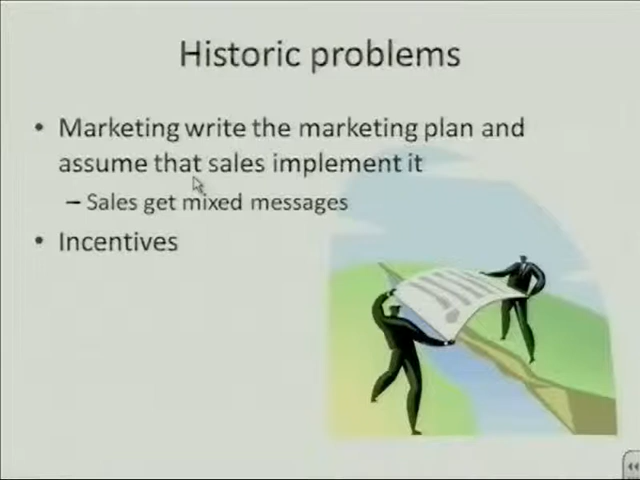 Historic problems
• Marketing write the marketing plan and
assume that sales implement it
– Sales get mixed messages
• Incentives